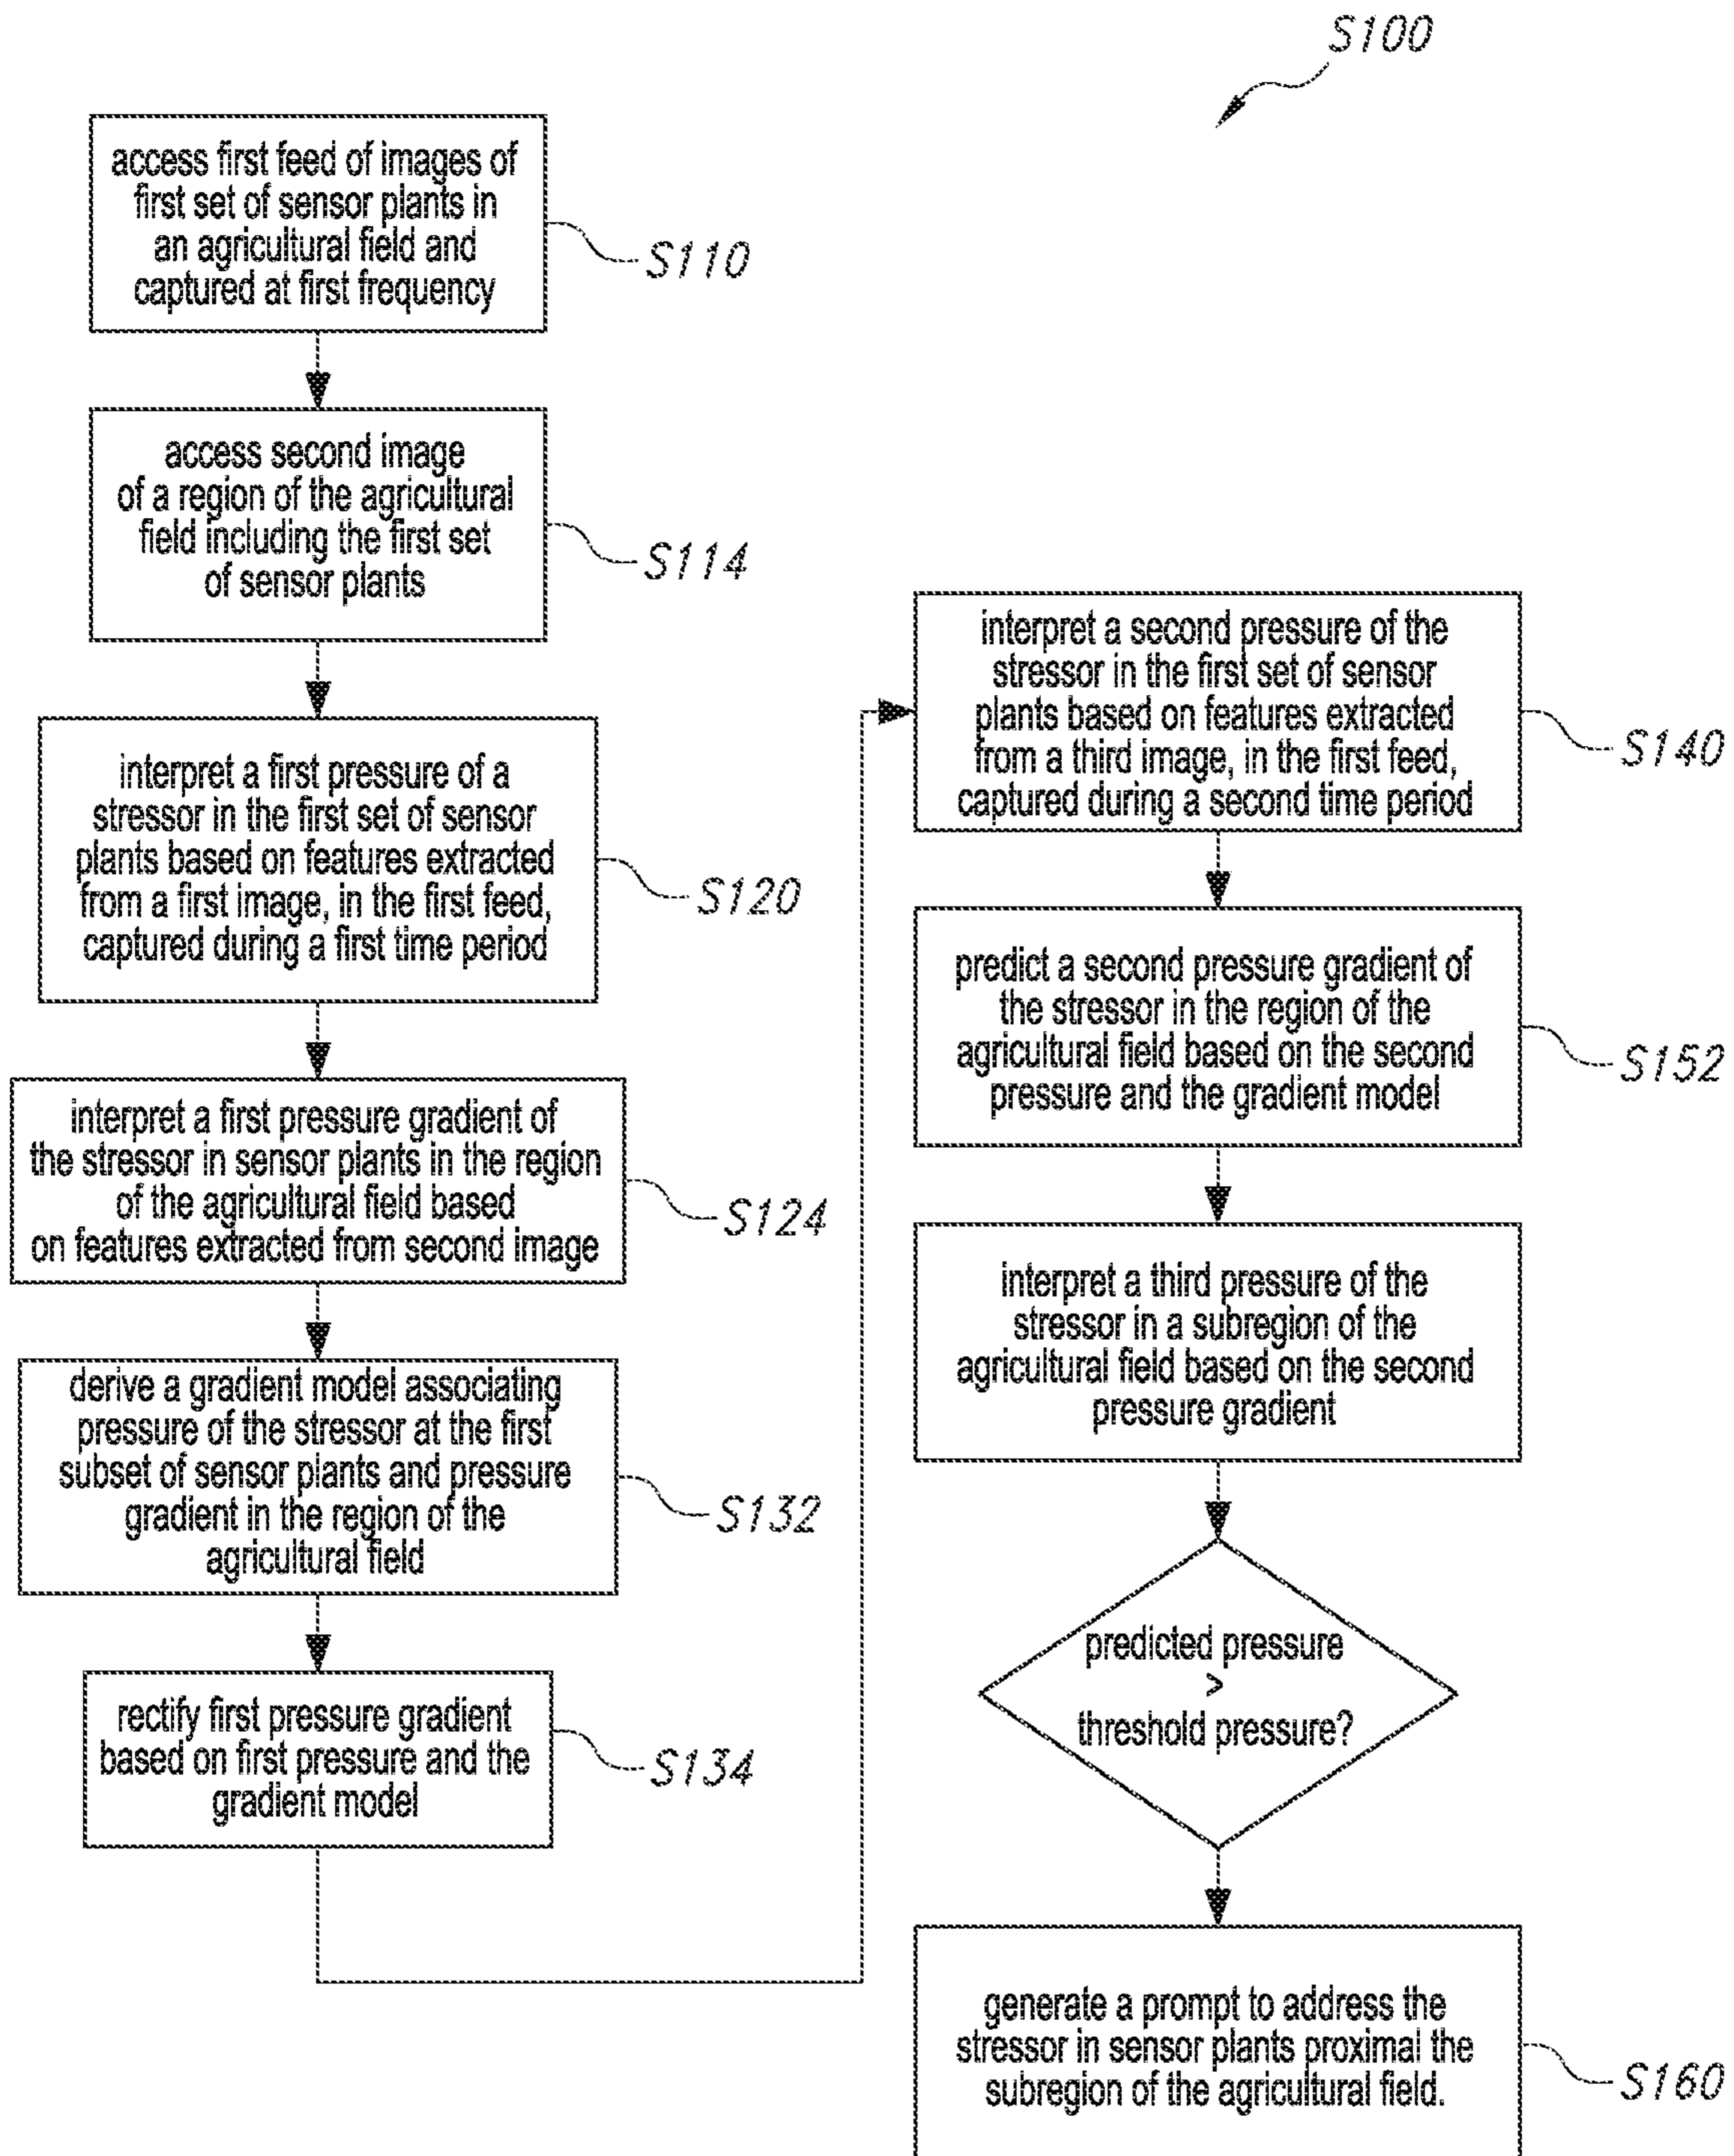 S100
access first feed of images of
first set of sensor plants in
an agricultural field and
captured at first frequency
S110
access second image
of a region of the agricultural
field including the first set
of sensor plants
S114
interpret a first pressure of a
stressor in the first set of sensor
plants based on features extracted
from a first image, in the first feed,
captured during a first time period
S120
interpret a first pressure gradient of
the stressor in sensor plants in the region
of the agricultural field based
on features extracted from second image
S124
derive a gradient model associating
pressure of the stressor at the first
subset of sensor plants and pressure
gradient in the region of the
agricultural field
S132
rectify first pressure gradient
based on first pressure and the
gradient model
S134
interpret a second pressure of the
stressor in the first set of sensor
plants based on features extracted
from a third image, in the first feed,
captured during a second time period
S140
predict a second pressure gradient of
the stressor in the region of the
agricultural field based on the second
pressure and the gradient model
S152
interpret a third pressure of the
stressor in a subregion of the
agricultural field based on the second
pressure gradient
predicted pressure
>
threshold pressure?
generate a prompt to address the
stressor in sensor plants proximal the
subregion of the agricultural field.
S160